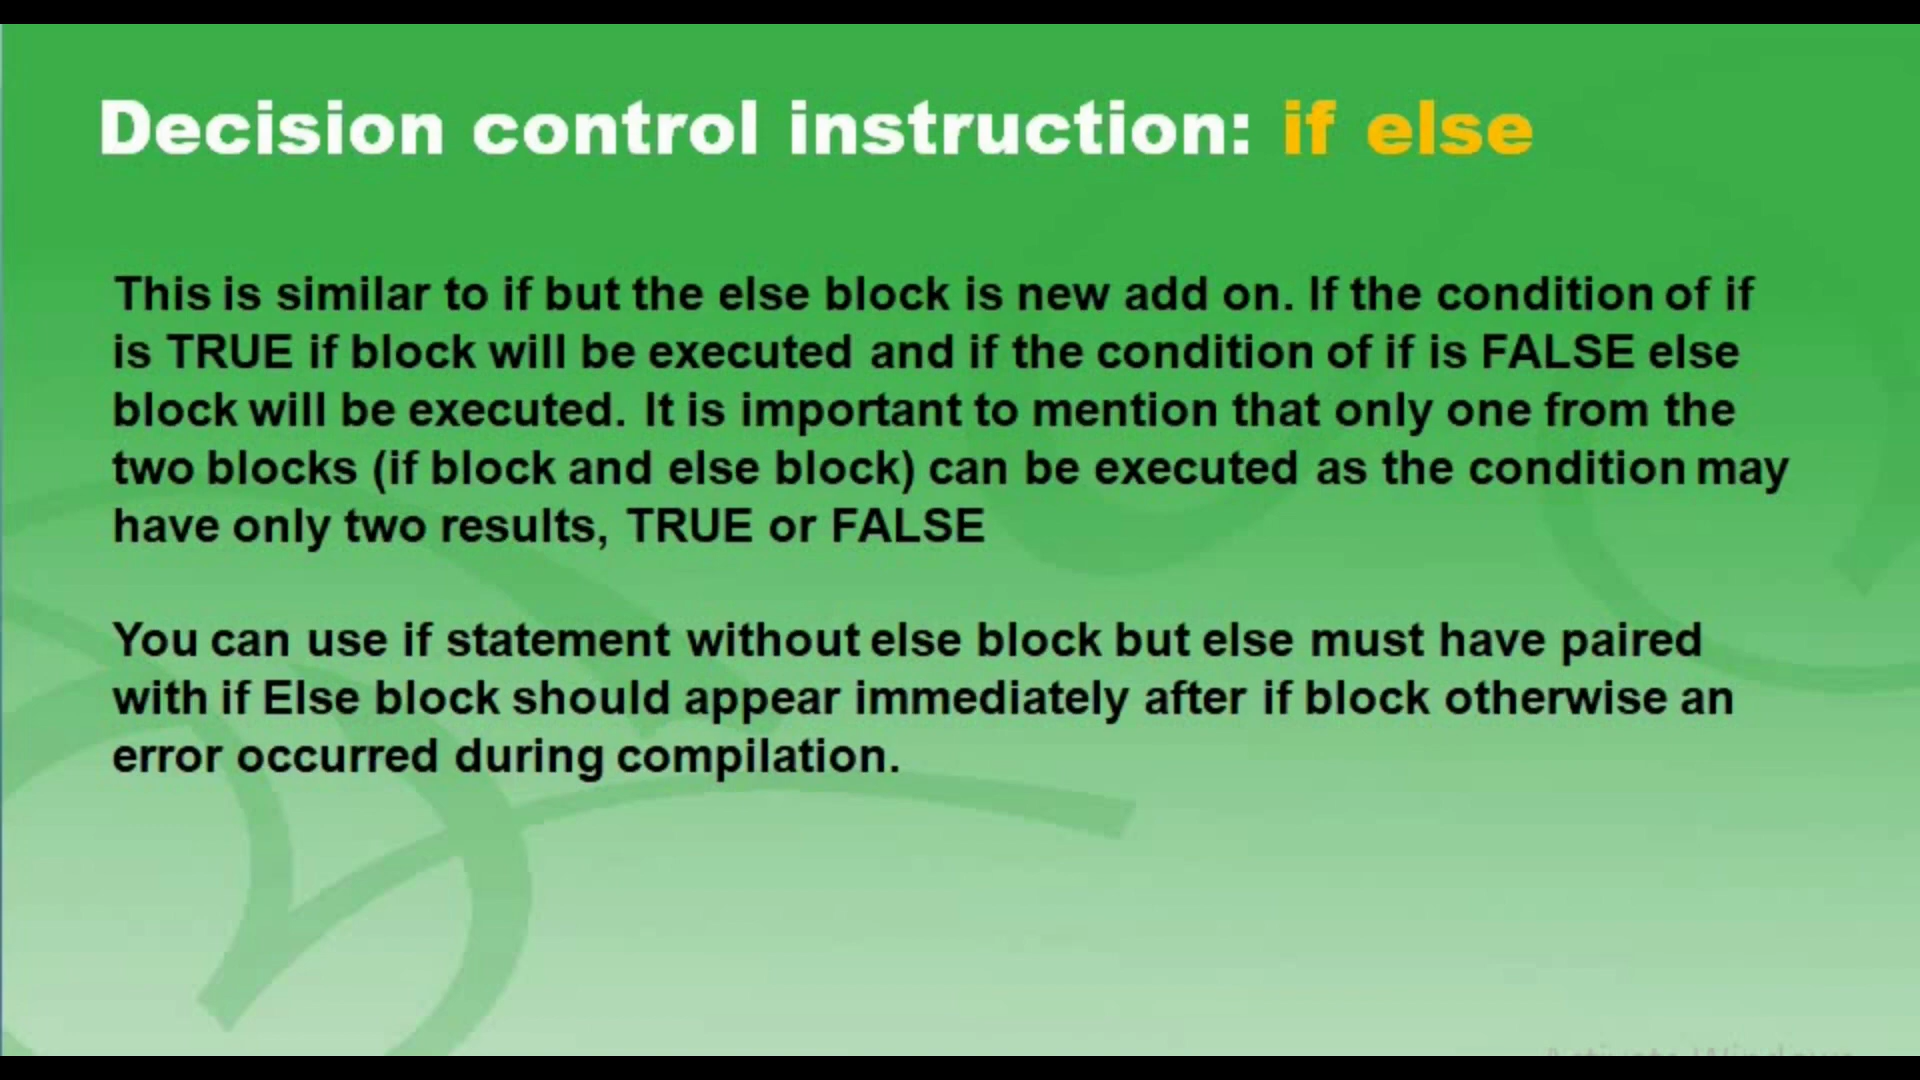 Decision control instruction: if else
This is similar to if but the else block is new add on. If the condition of if
is TRUE if block will be executed and if the condition of if is FALSE else
block will be executed. It is important to mention that only one from the
two blocks (if block and else block) can be executed as the condition may
have only two results, TRUE or FALSE
You can use if statement without else block but else must have paired
with if Else block should appear immediately after if block otherwise an
error occurred during compilation.